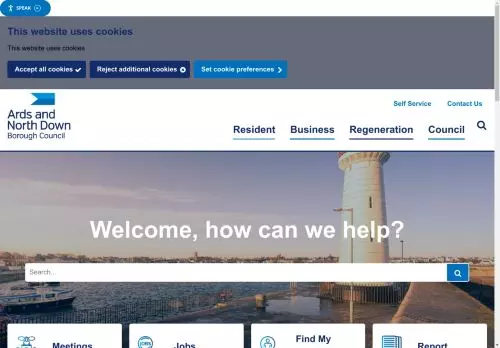 SPEAK
This website uses cookies
This website uses cookies
Accept all cookies
Reject additional cookies
Set cookie preferences
Ards and
North Down
Borough Council
Self Service
Contact Us
Resident
Business
Regeneration
Council
Welcome, how can we help?
Search...
Meetings
JOBS
Jobs
Find My
Report